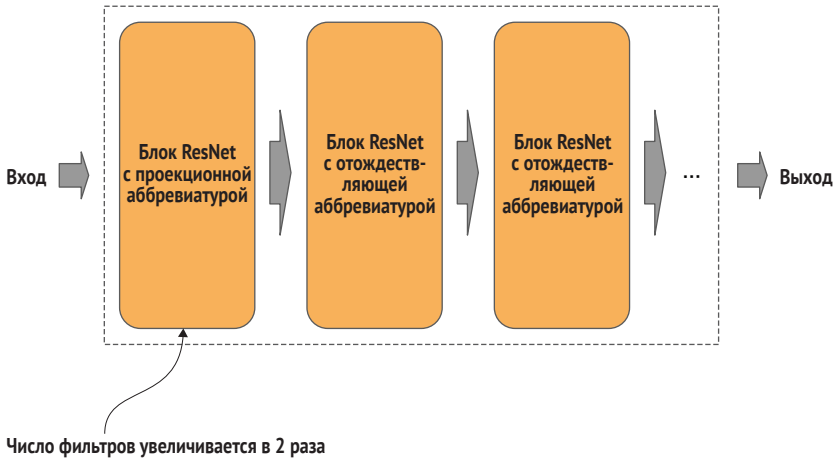 Вход
Блок ResNet
с проекционной
аббревиатурой
Блок ResNet
с отождеств-
ляющей
аббревиатурой
Блок ResNet
с отождеств-
ляющей
аббревиатурой
...
Выход
Число фильтров увеличивается в 2 раза